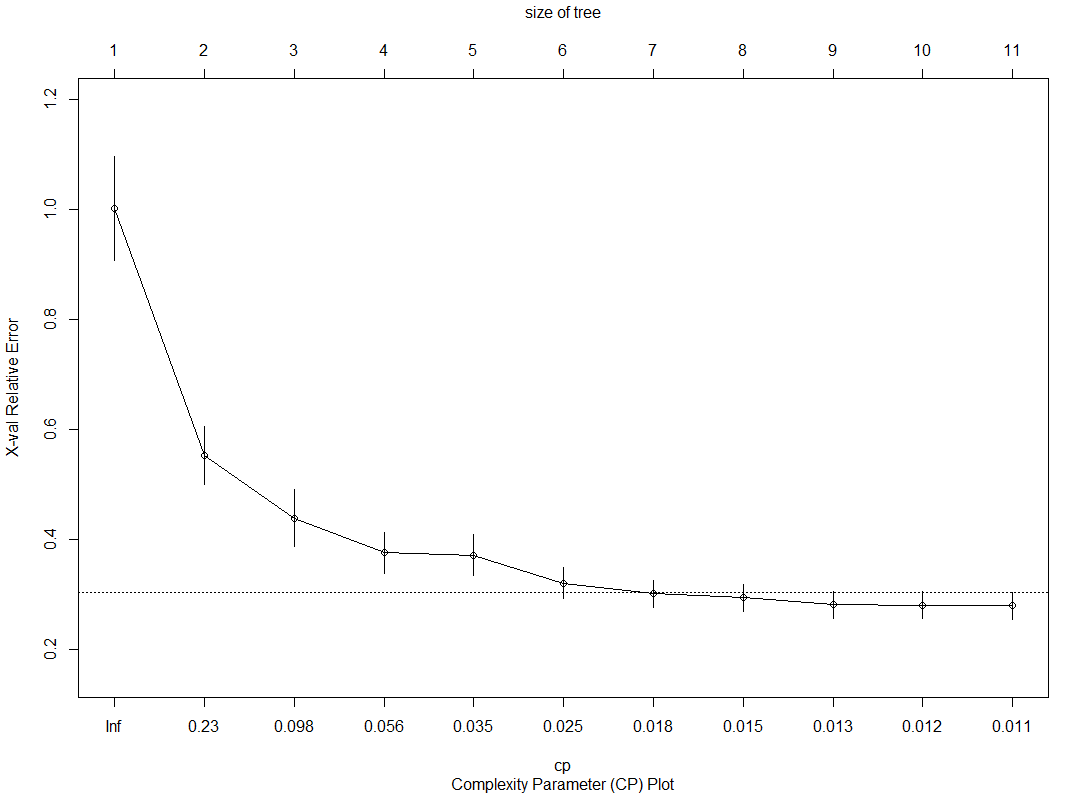 size of tree
1 2 3 4 5 6 7 8 9 10 11
1.2
1.0
0.8
0.6
0.4
0.2
X-val Relative Error
Inf 0.23 0.098 0.056 0.035 0.025 0.018 0.015 0.013 0.012 0.011
cp
Complexity Parameter (CP) Plot